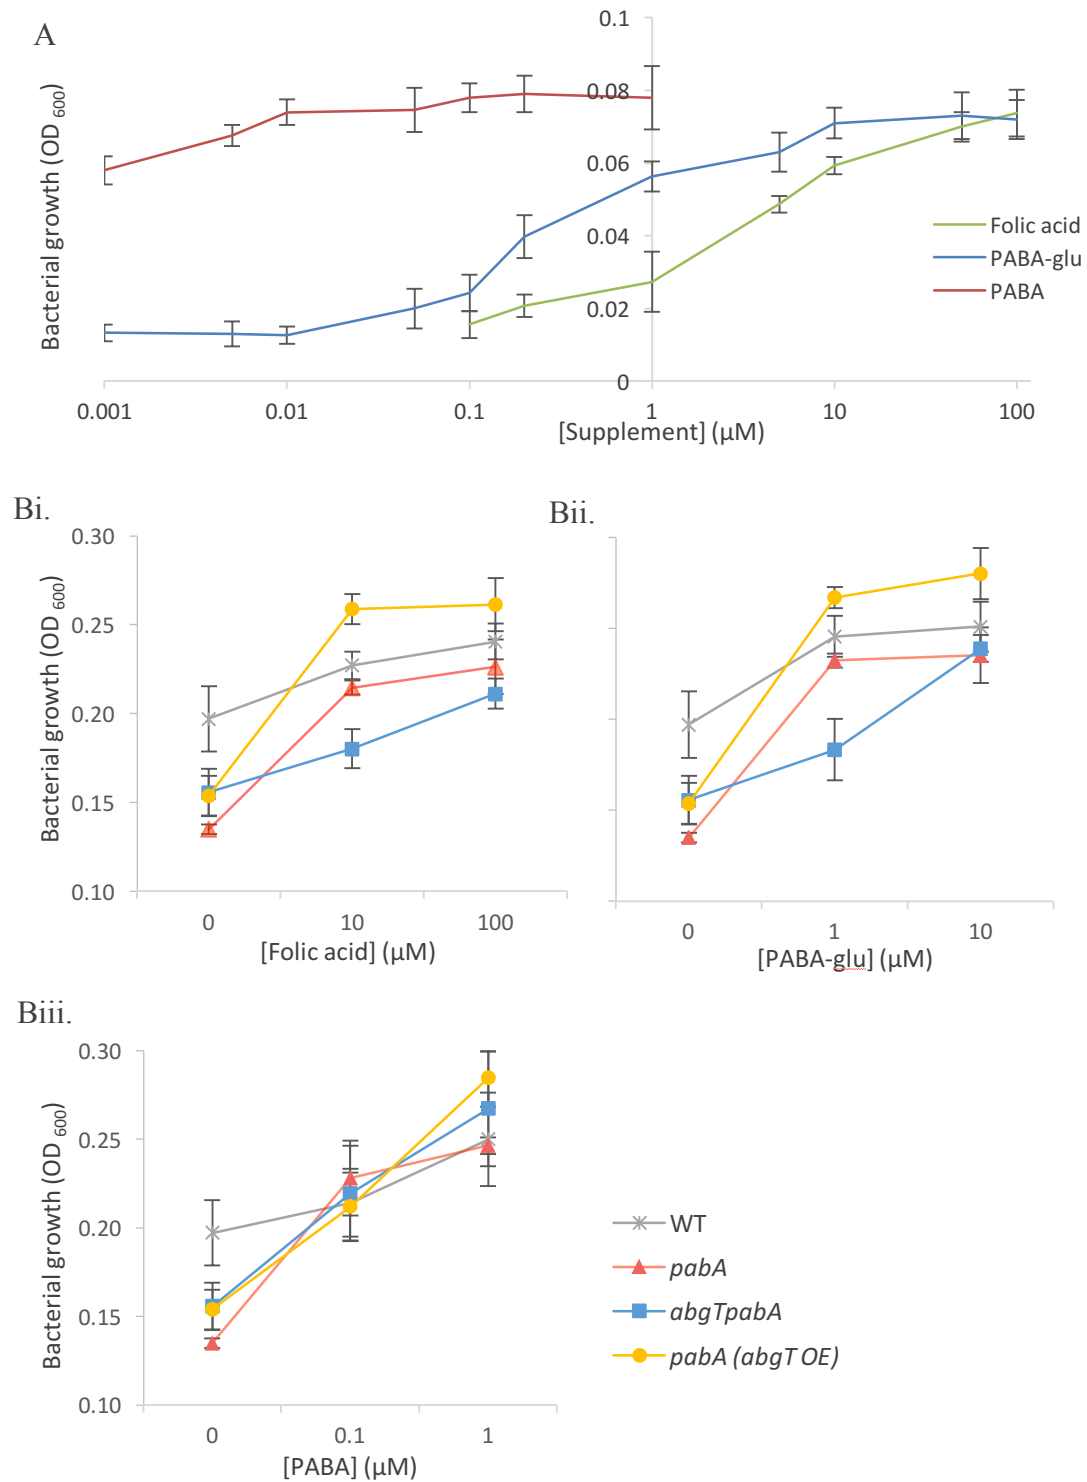 A
Bacterial growth (OD 600)
0.1
0.08
0.06
0.04
0.02
0
0.001 0.01 0.1 1 10 100
[Supplement] (µM)
Folic acid
PABA-glu
PABA
Bi.
Bacterial growth (OD 600)
0.30
0.25
0.20
0.15
0.10
0 10 100
[Folic acid] (µM)
Bii.
0 1 10
[PABA-glu] (µM)
Biii.
Bacterial growth (OD 600)
0.30
0.25
0.20
0.15
0.10
0 0.1 1
[PABA] (µM)
WT
pabA
abgTpabA
pabA (abgT OE)